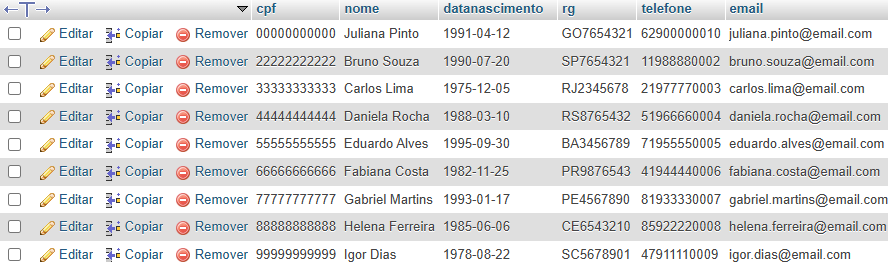 cpf nome datanascimento rg telefone email
Editar Copiar Remover 00000000000 Juliana Pinto 1991-04-12 GO7654321 62900000010 juliana.pinto@email.com
Editar Copiar Remover 22222222222 Bruno Souza 1990-07-20 SP7654321 11988880002 bruno.souza@email.com
Editar Copiar Remover 33333333333 Carlos Lima 1975-12-05 RJ2345678 21977770003 carlos.lima@email.com
Editar Copiar Remover 44444444444 Daniela Rocha 1988-03-10 RS8765432 51966660004 daniela.rocha@email.com
Editar Copiar Remover 55555555555 Eduardo Alves 1995-09-30 BA3456789 71955550005 eduardo.alves@email.com
Editar Copiar Remover 66666666666 Fabiana Costa 1982-11-25 PR9876543 41944440006 fabiana.costa@email.com
Editar Copiar Remover 77777777777 Gabriel Martins 1993-01-17 PE4567890 81933330007 gabriel.martins@email.com
Editar Copiar Remover 88888888888 Helena Ferreira 1985-06-06 CE6543210 85922220008 helena.ferreira@email.com
Editar Copiar Remover 99999999999 Igor Dias 1978-08-22 SC5678901 47911110009 igor.dias@email.com